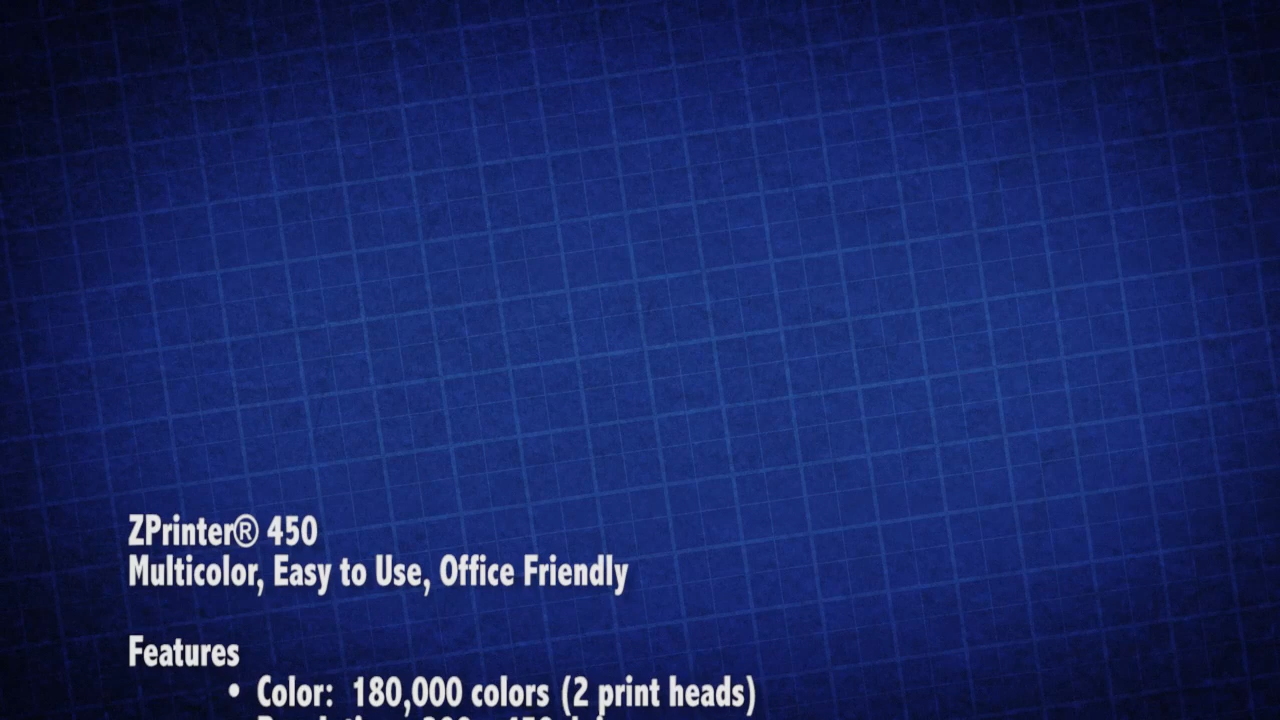 ZPrinter® 450
Multicolor, Easy to Use, Office Friendly
Features
• Color: 180,000 colors (2 print heads)